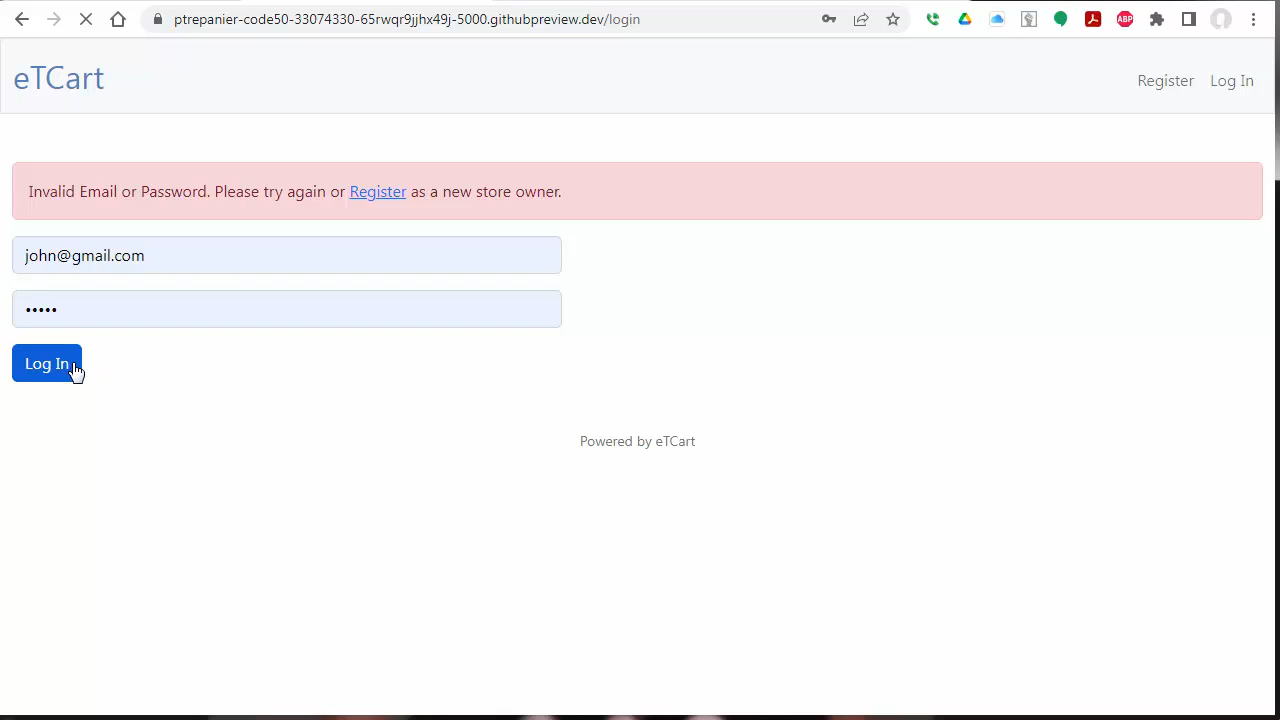 ptrepanier-code50-33074330-65rwqr9jjhx49j-5000.githubpreview.dev/login
ABP
eTCart
Register
Log In
Invalid Email or Password. Please try again or Register as a new store owner.
john@gmail.com
•••••
Log In
Powered by eTCart